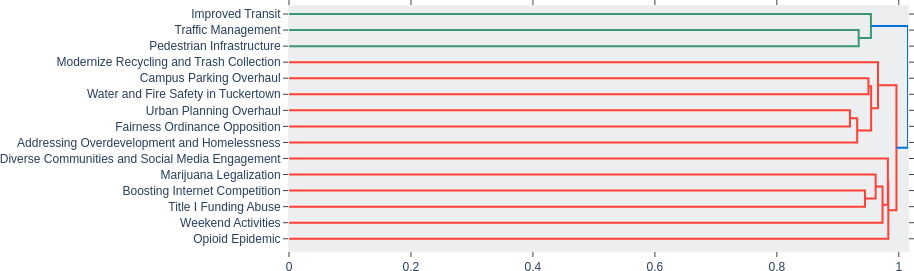 Improved Transit
Traffic Management
Pedestrian Infrastructure
Modernize Recycling and Trash Collection
Campus Parking Overhaul
Water and Fire Safety in Tuckertown
Urban Planning Overhaul
Fairness Ordinance Opposition
Addressing Overdevelopment and Homelessness
Diverse Communities and Social Media Engagement
Marijuana Legalization
Boosting Internet Competition
Title I Funding Abuse
Weekend Activities
Opioid Epidemic
0 0.2 0.4 0.6 0.8 1